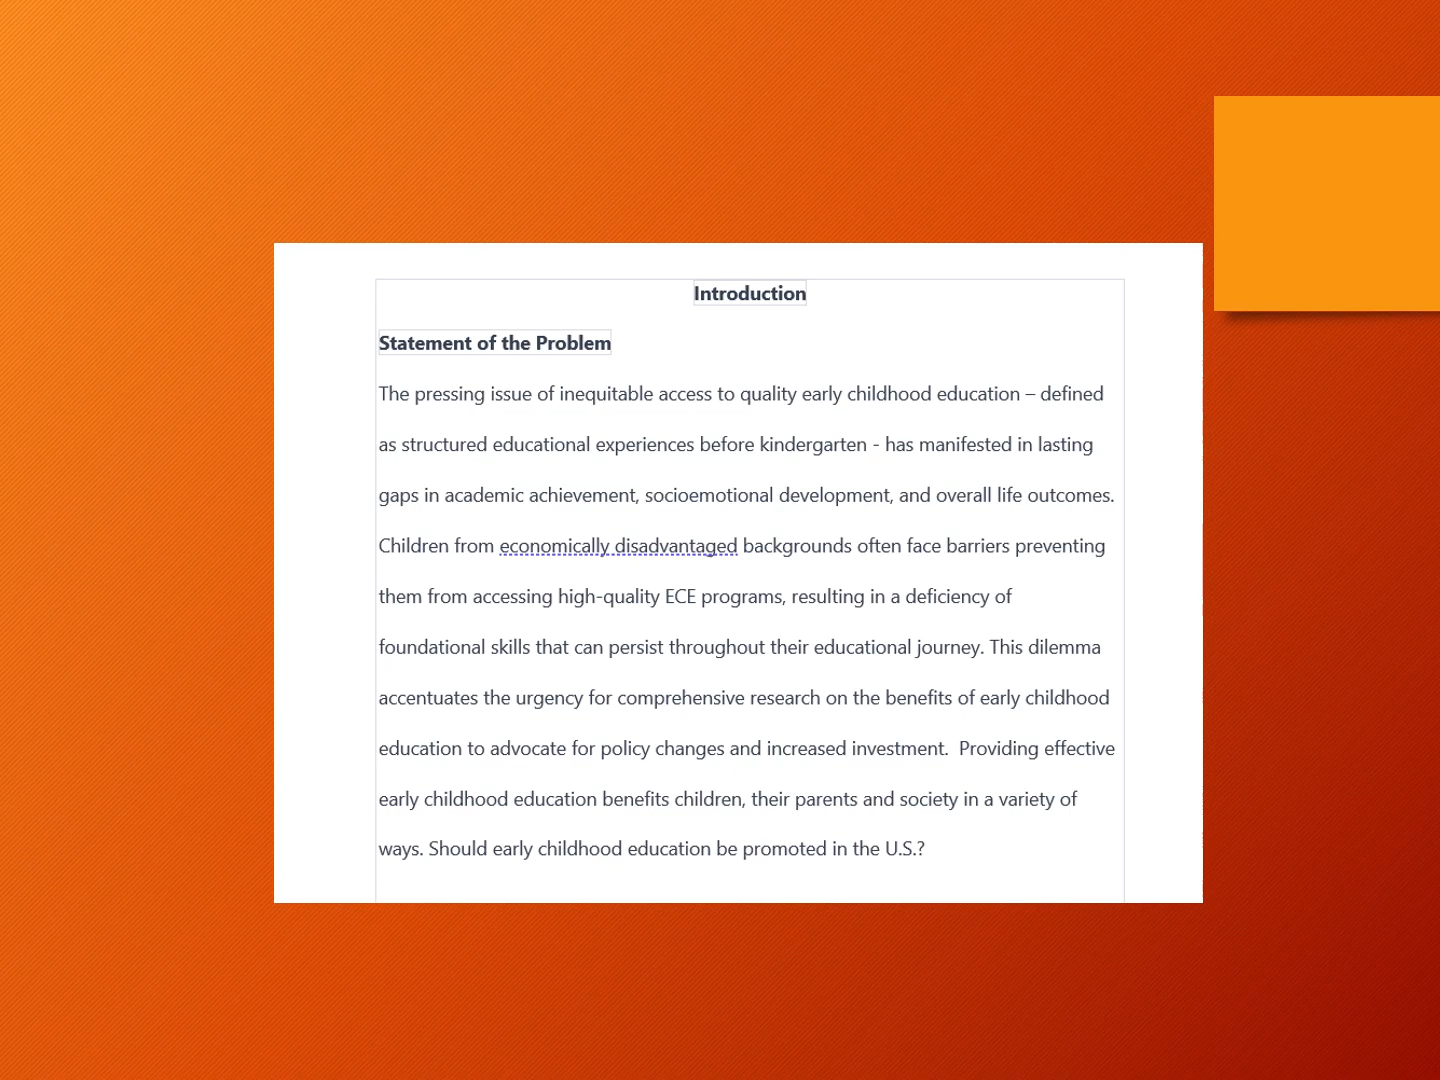 Introduction
Statement of the Problem
The pressing issue of inequitable access to quality early childhood education – defined
as structured educational experiences before kindergarten - has manifested in lasting
gaps in academic achievement, socioemotional development, and overall life outcomes.
Children from economically disadvantaged backgrounds often face barriers preventing
them from accessing high-quality ECE programs, resulting in a deficiency of
foundational skills that can persist throughout their educational journey. This dilemma
accentuates the urgency for comprehensive research on the benefits of early childhood
education to advocate for policy changes and increased investment.  Providing effective
early childhood education benefits children, their parents and society in a variety of
ways. Should early childhood education be promoted in the U.S.?